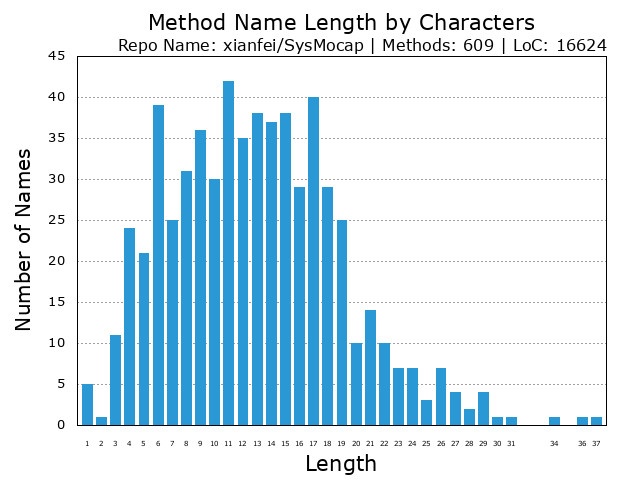 Method Name Length by Characters
Repo Name: xianfei/SysMocap | Methods: 609 | LoC: 16624
45
40
35
30
25
20
15
10
5
0
Number of Names
1 2 3 4 5 6 7 8 9 10 11 12 13 14 15 16 17 18 19 20 21 22 23 24 25 26 27 28 29 30 31 34 36 37
Length